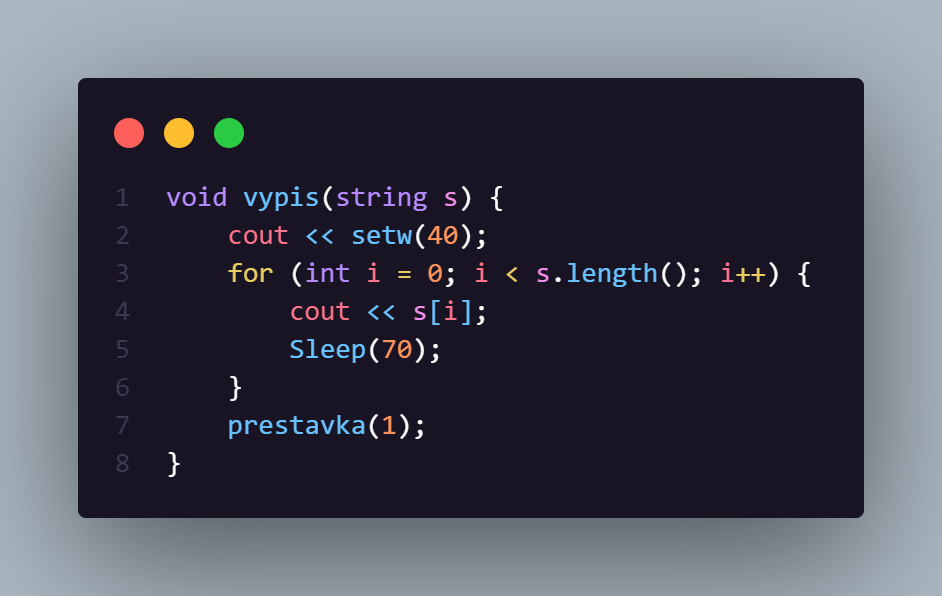 1 void vypis(string s) {
2     cout << setw(40);
3     for (int i = 0; i < s.length(); i++) {
4         cout << s[i];
5         Sleep(70);
6     }
7     prestavka(1);
8 }